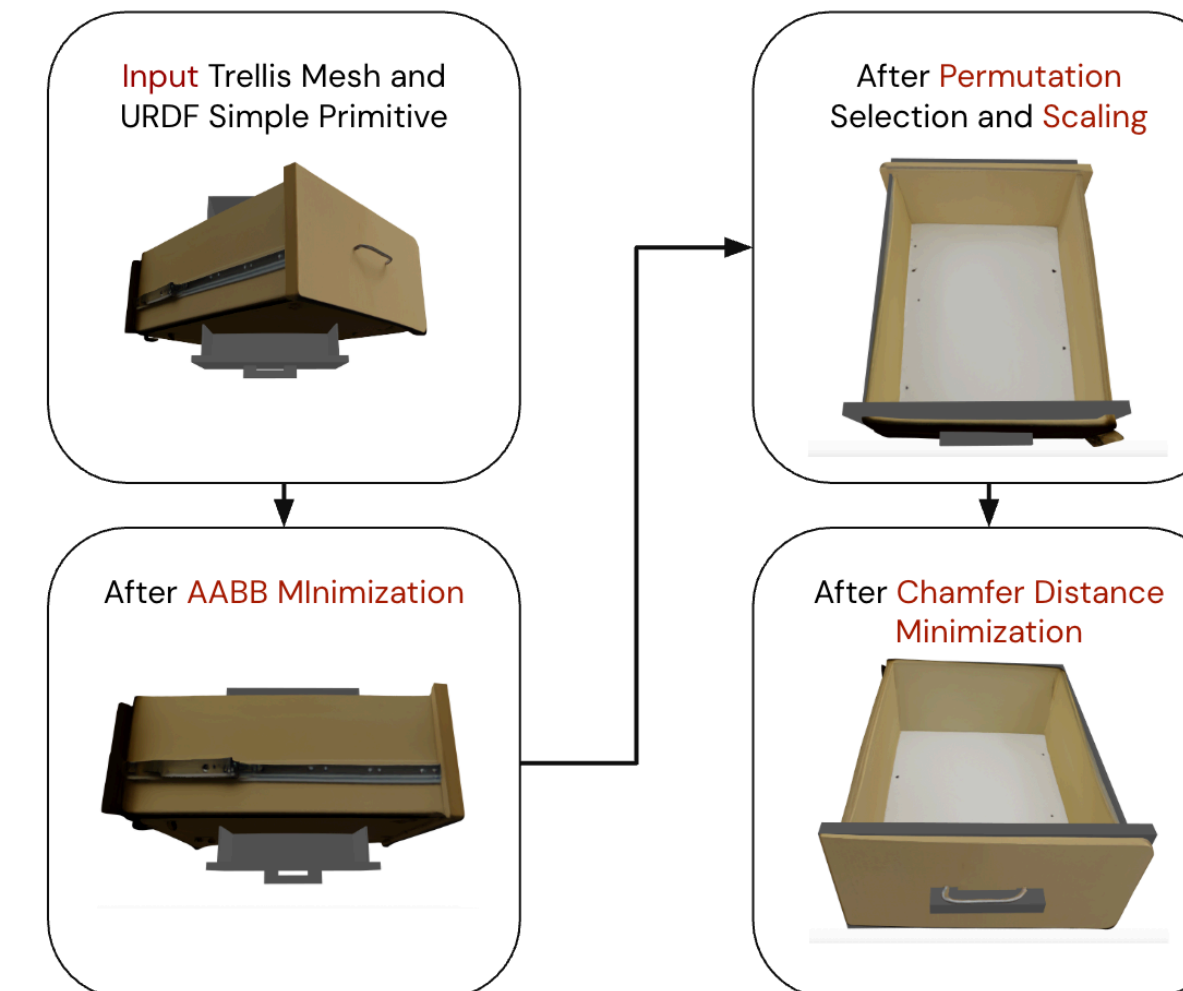 Input Trellis Mesh and
URDF Simple Primitive
After AABB MInimization
After Permutation
Selection and Scaling
After Chamfer Distance
Minimization